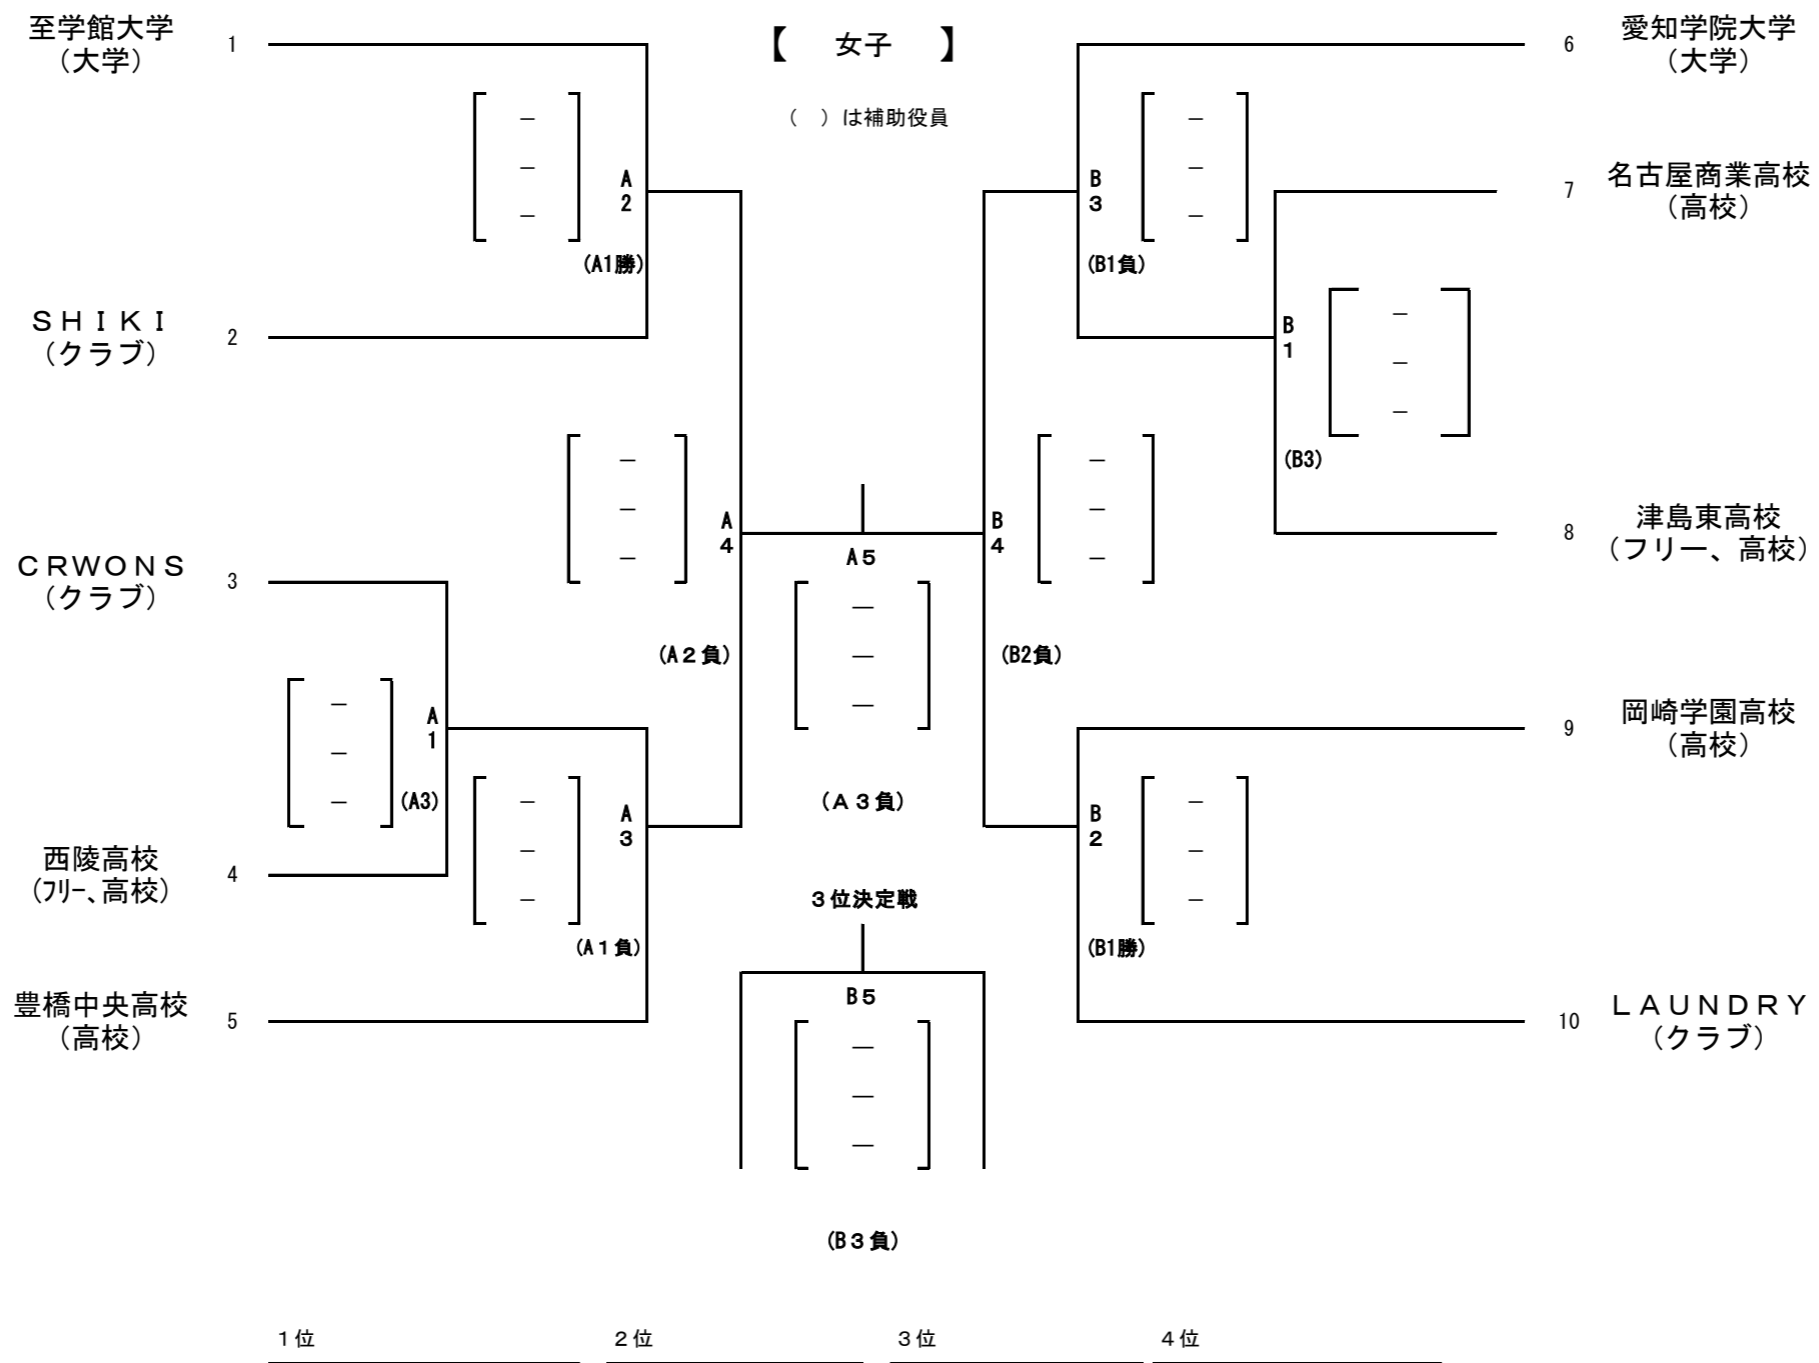 【 女子 】
( )は補助役員
至学館大学
(大学)
1
SHIKI
(クラブ)
2
CRWONS
(クラブ)
3
西陵高校
(ﾌﾘｰ、高校)
4
豊橋中央高校
(高校)
5
愛知学院大学
(大学)
6
名古屋商業高校
(高校)
7
津島東高校
(フリー、高校)
8
岡崎学園高校
(高校)
9
LAUNDRY
(クラブ)
10
A
2
－
－
－
(A1勝)
A
1
－
－
－
(A3)
A
3
－
－
－
(A１負)
A
4
－
－
－
(A２負)
A5
－
－
－
(A３負)
B
3
－
－
－
(B1負)
B
1
－
－
－
(B3)
B
4
－
－
－
(B2負)
B
2
－
－
－
(B1勝)
３位決定戦
B5
－
－
－
(B３負)
１位
２位
３位
４位